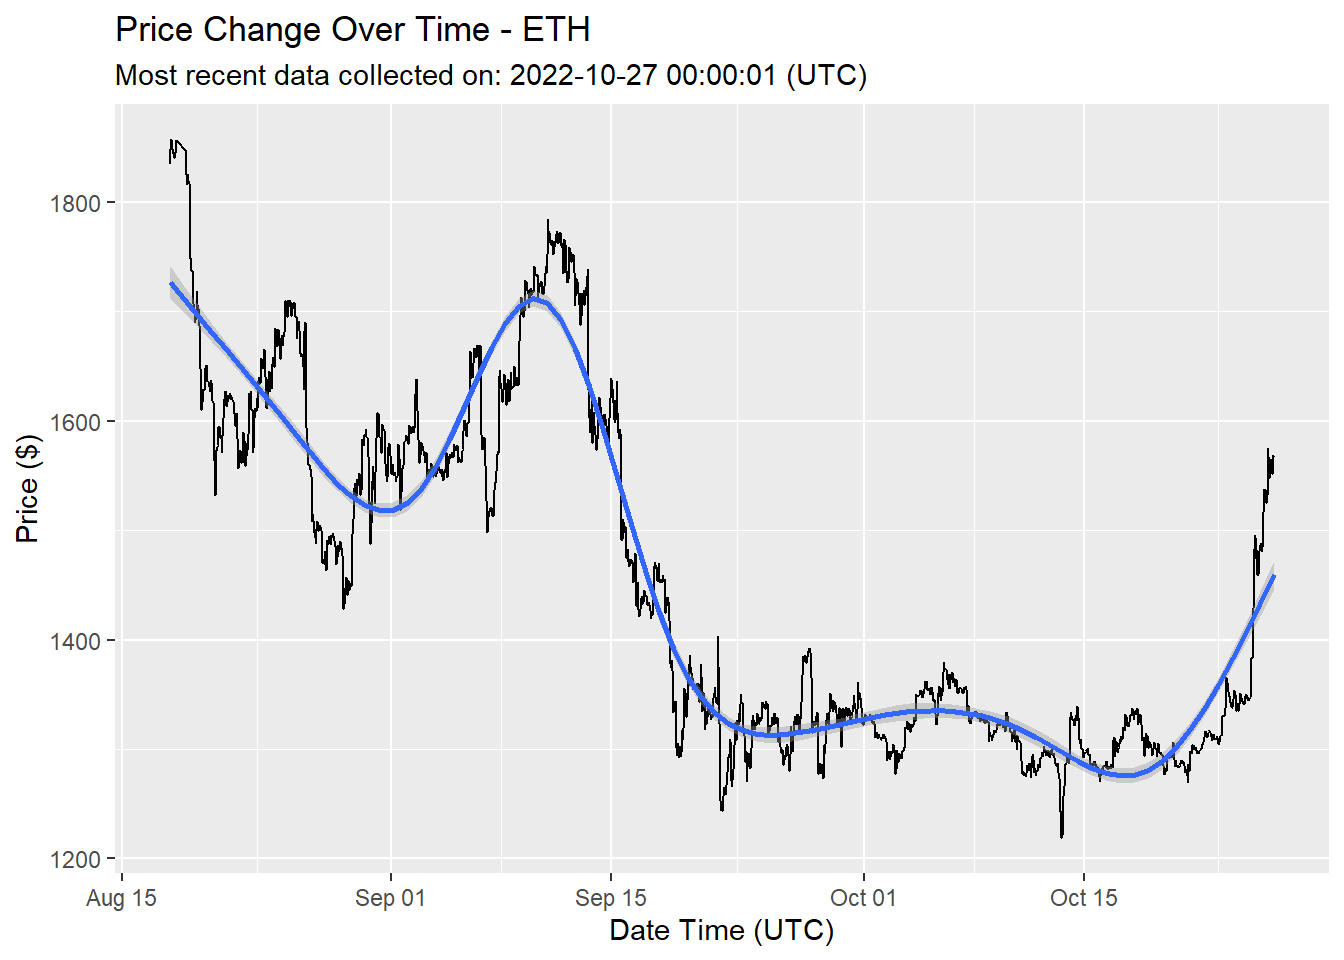 Price Change Over Time - ETH
Most recent data collected on: 2022-10-27 00:00:01 (UTC)
Price ($)
1800
1600
1400
1200
Aug 15
Sep 01
Sep 15
Oct 01
Oct 15
Date Time (UTC)